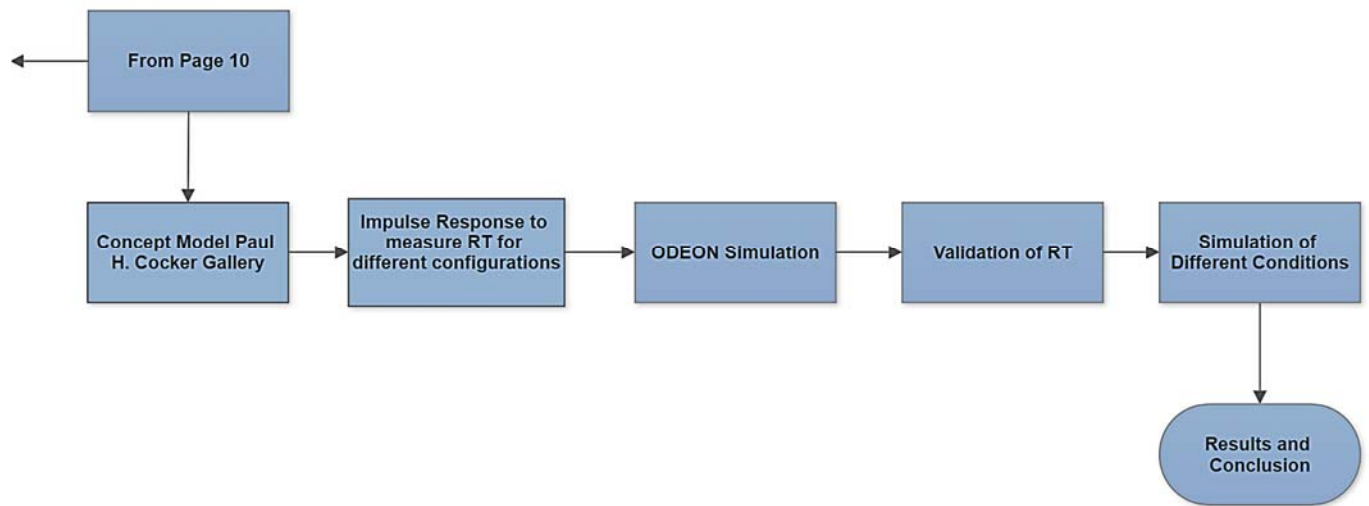 From Page 10
Concept Model Paul
H. Cocker Gallery
Impulse Response to
measure RT for
different configurations
ODEON Simulation
Validation of RT
Simulation of
Different Conditions
Results and
Conclusion